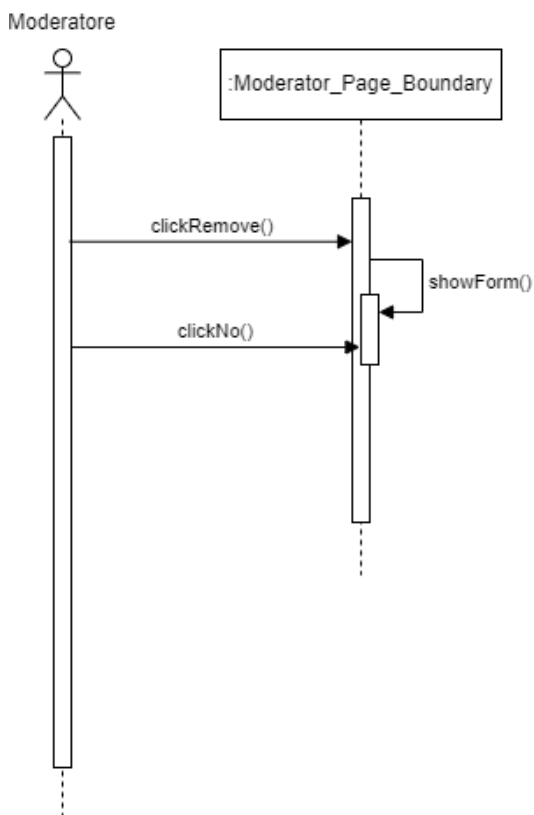 Moderatore
:Moderator_Page_Boundary
clickRemove()
showForm()
clickNo()